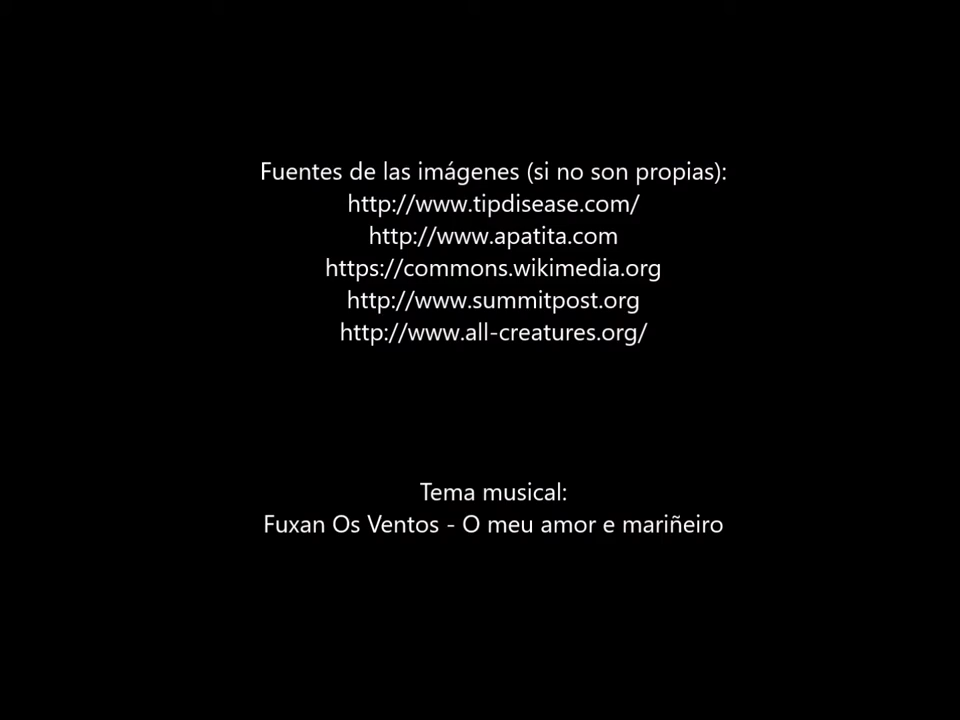 Fuentes de las imágenes (si no son propias):
http://www.tipdisease.com/
http://www.apatita.com
https://commons.wikimedia.org
http://www.summitpost.org
http://www.all-creatures.org/
Tema musical:
Fuxan Os Ventos - O meu amor e mariñeiro